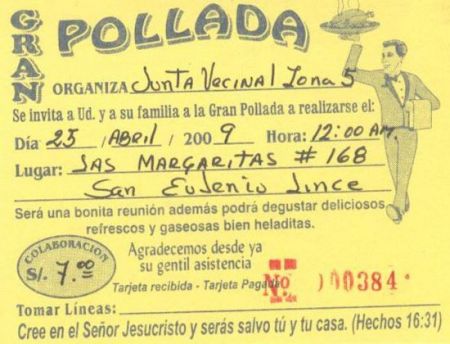 GRAN POLLADA
ORGANIZA Junta Vecinal Zona 5
Se invita a Ud. y a su familia a la Gran Pollada a realizarse el:
Día 25 / ABRIL / 2009 Hora: 12:00 AM.
Lugar: LAS MARGARITAS # 168
San Eugenio Lince
Será una bonita reunión además podrá degustar deliciosos
refrescos y gaseosas bien heladitas.
COLABORACION
S/. 7.00
Agradecemos desde ya
su gentil asistencia
Tarjeta recibida - Tarjeta Pagada
Nº 000384
Tomar Líneas:
Cree en el Señor Jesucristo y serás salvo tú y tu casa. (Hechos 16:31)